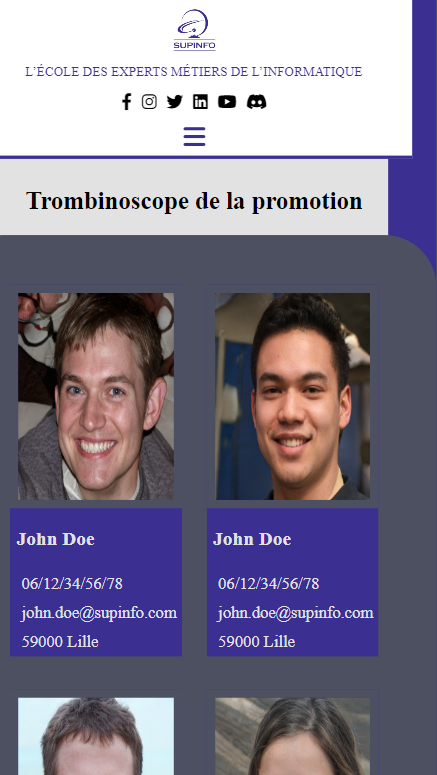 SUPINFO
L'ÉCOLE DES EXPERTS MÉTIERS DE L'INFORMATIQUE
Trombinoscope de la promotion
John Doe
06/12/34/56/78
john.doe@supinfo.com
59000 Lille
John Doe
06/12/34/56/78
john.doe@supinfo.com
59000 Lille